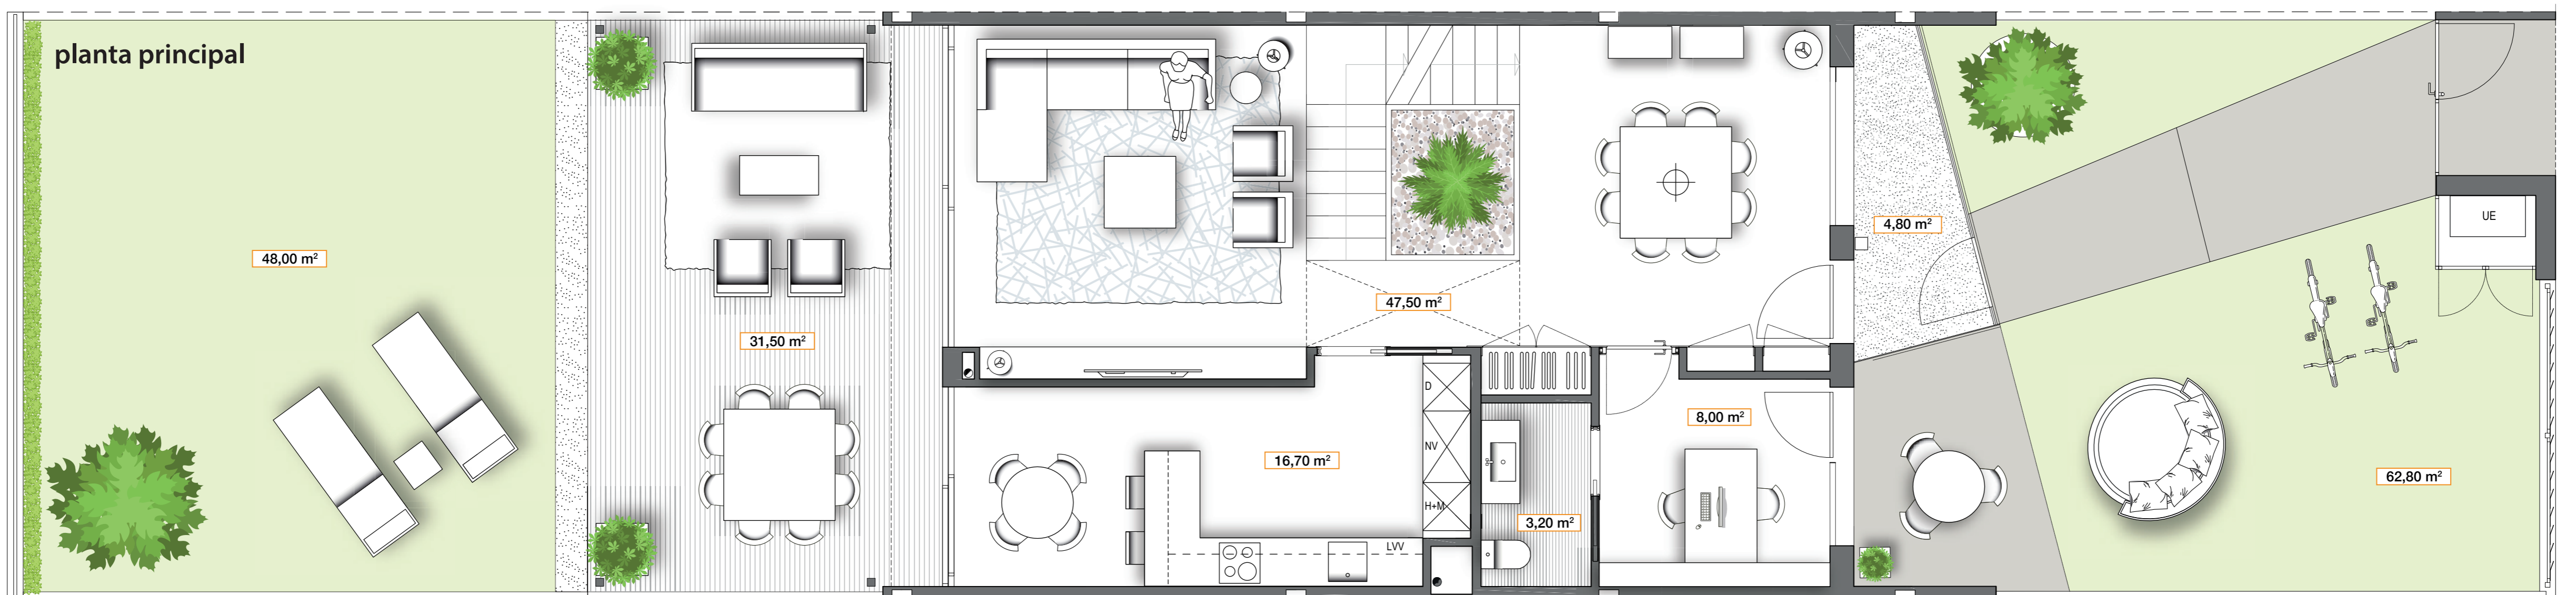 planta principal
48,00 m²
31,50 m²
47,50 m²
16,70 m²
D
NV
H+M
LVV
3,20 m²
8,00 m²
4,80 m²
UE
62,80 m²